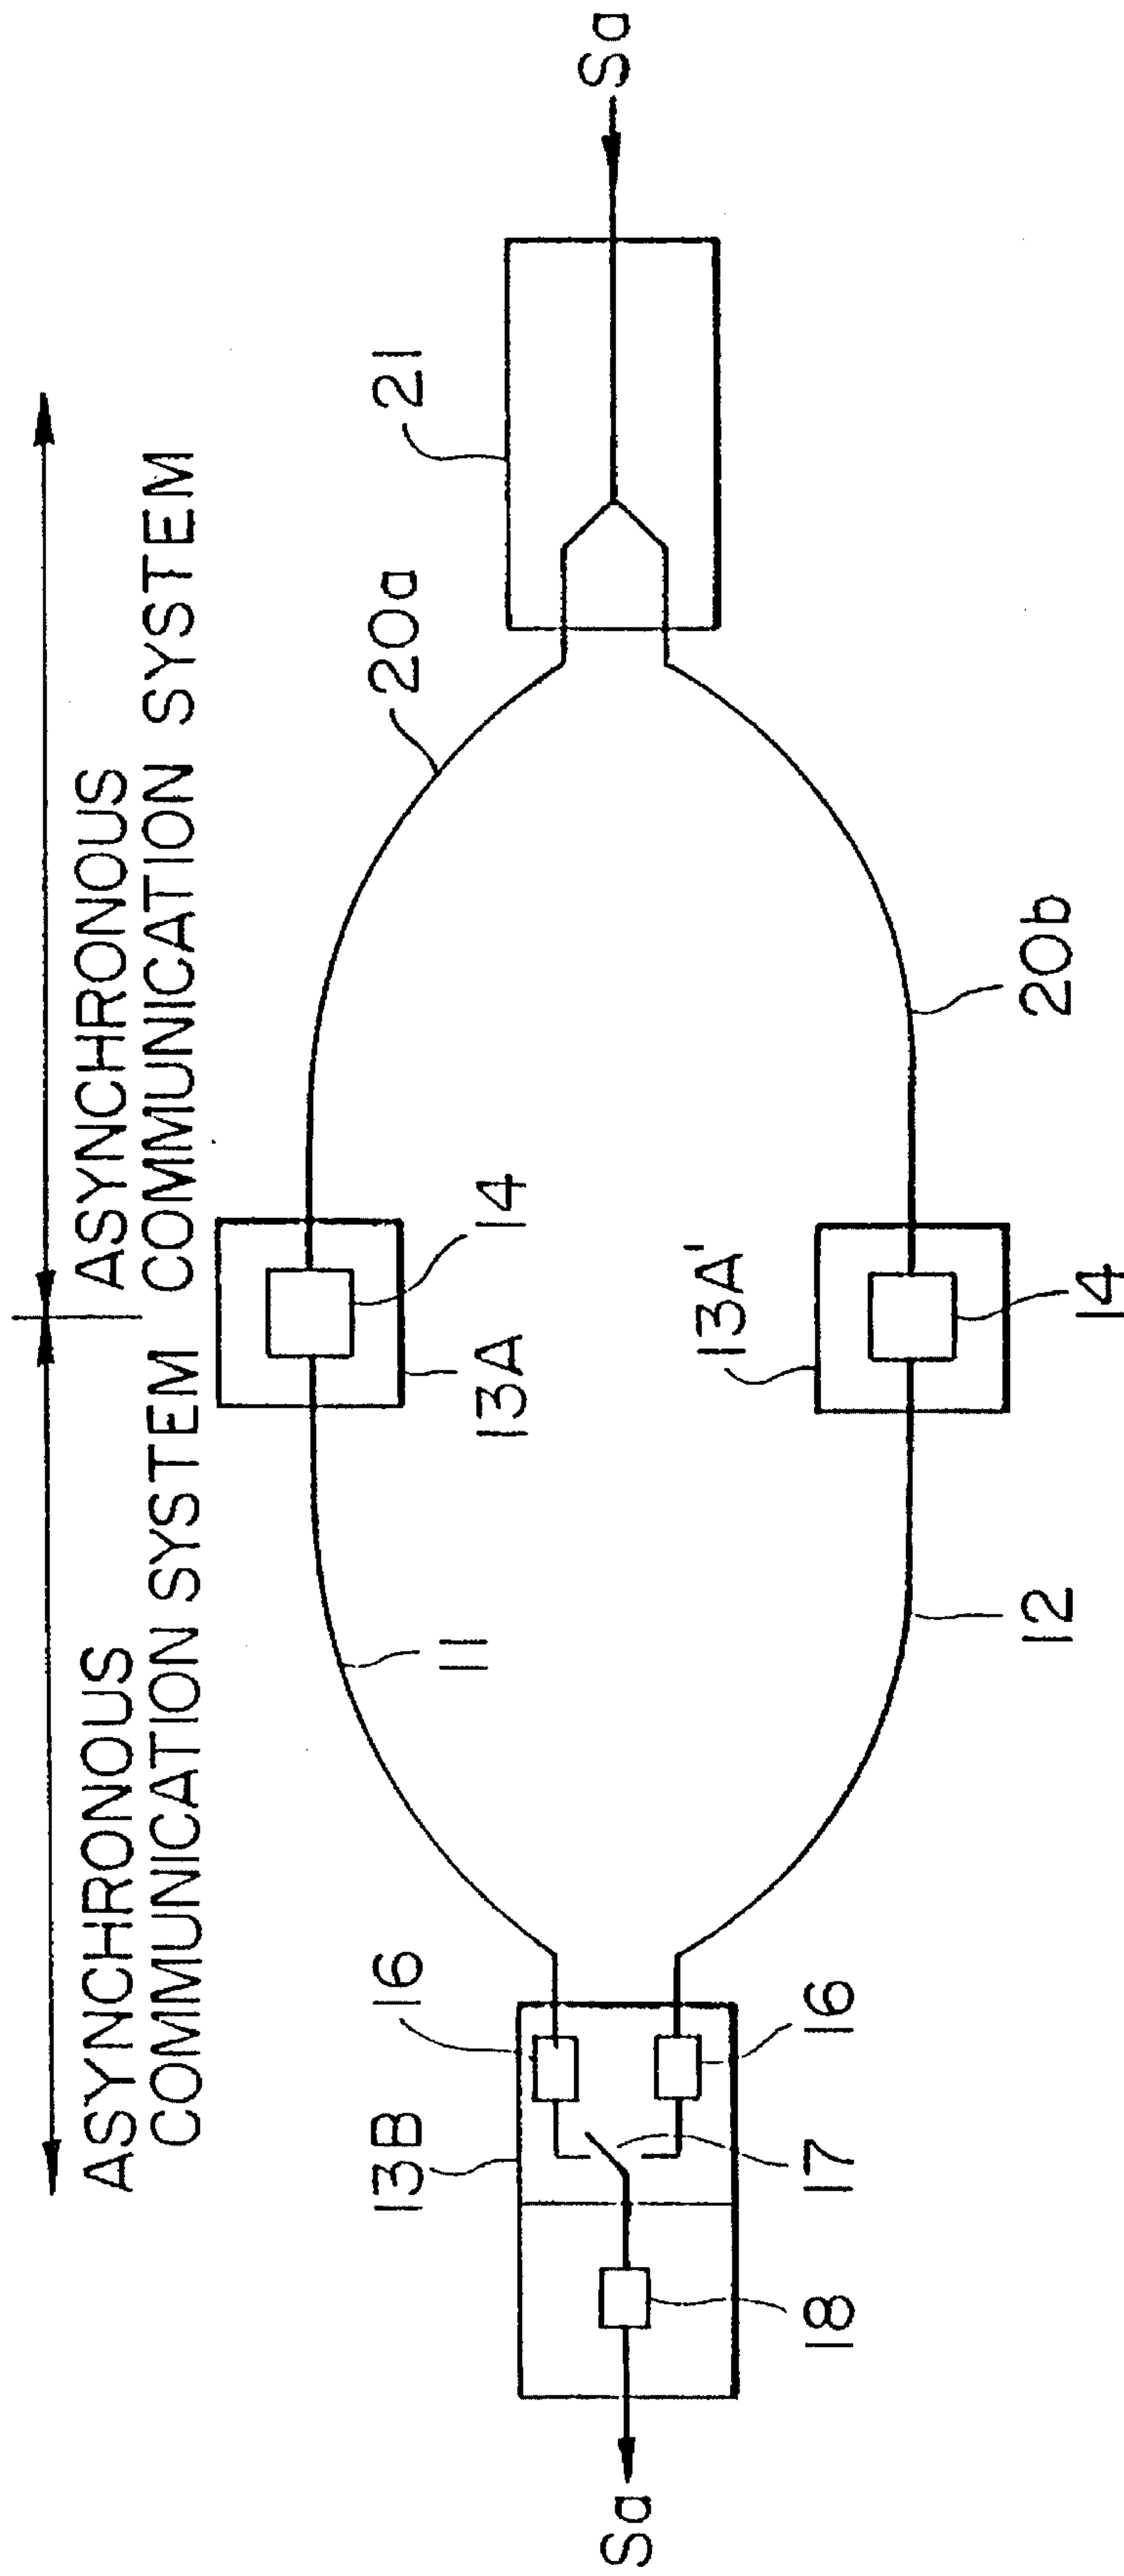 ASYNCHRONOUS
COMMUNICATION SYSTEM
ASYNCHRONOUS
COMMUNICATION SYSTEM
13B
16
11
13A
14
20a
21
Sa
Sa
18
17
16
12
13A'
14
20b